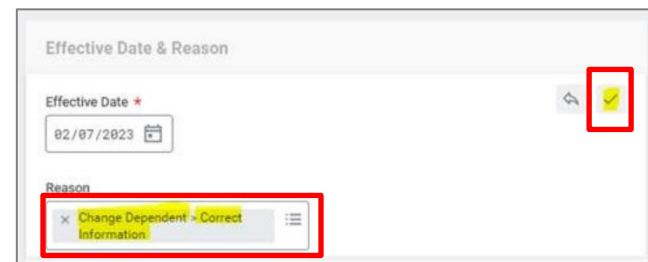 Effective Date & Reason
Effective Date *
02/07/2023
Reason
× Change Dependent > Correct
Information